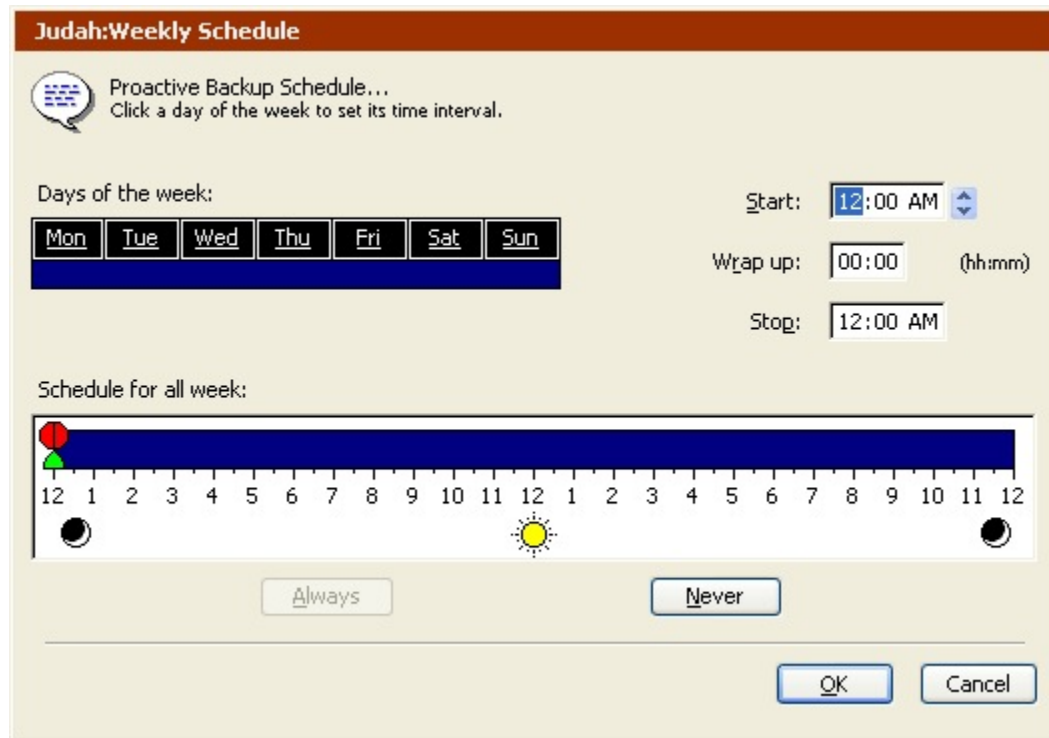 Judah:Weekly Schedule
Proactive Backup Schedule...
Click a day of the week to set its time interval.
Days of the week:
Mon Tue Wed Thu Fri Sat Sun
Start: 12:00 AM
Wrap up: 00:00 (hh:mm)
Stop: 12:00 AM
Schedule for all week:
12 1 2 3 4 5 6 7 8 9 10 11 12 1 2 3 4 5 6 7 8 9 10 11 12
Always Never
OK Cancel